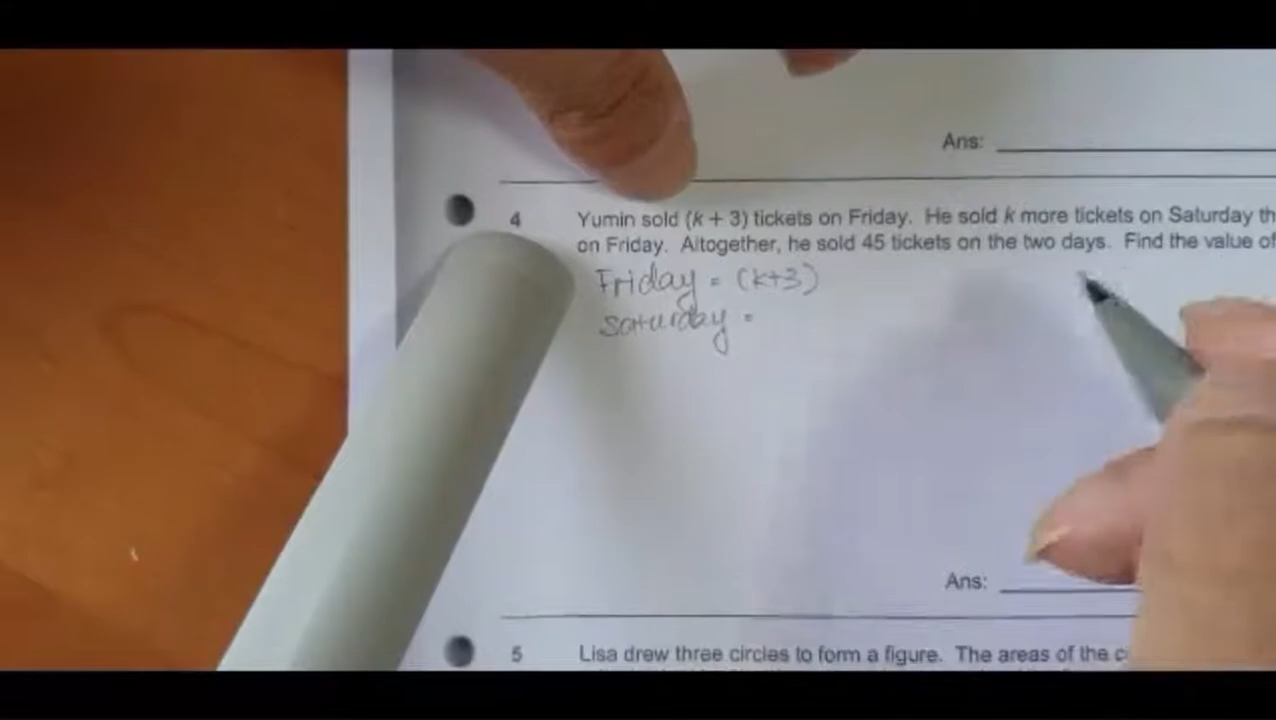 Ans:
4 Yumin sold (k + 3) tickets on Friday. He sold k more tickets on Saturday th
on Friday. Altogether, he sold 45 tickets on the two days. Find the value of
Friday = (k+3)
Saturday =
Ans:
5 Lisa drew three circles to form a figure. The areas of the c